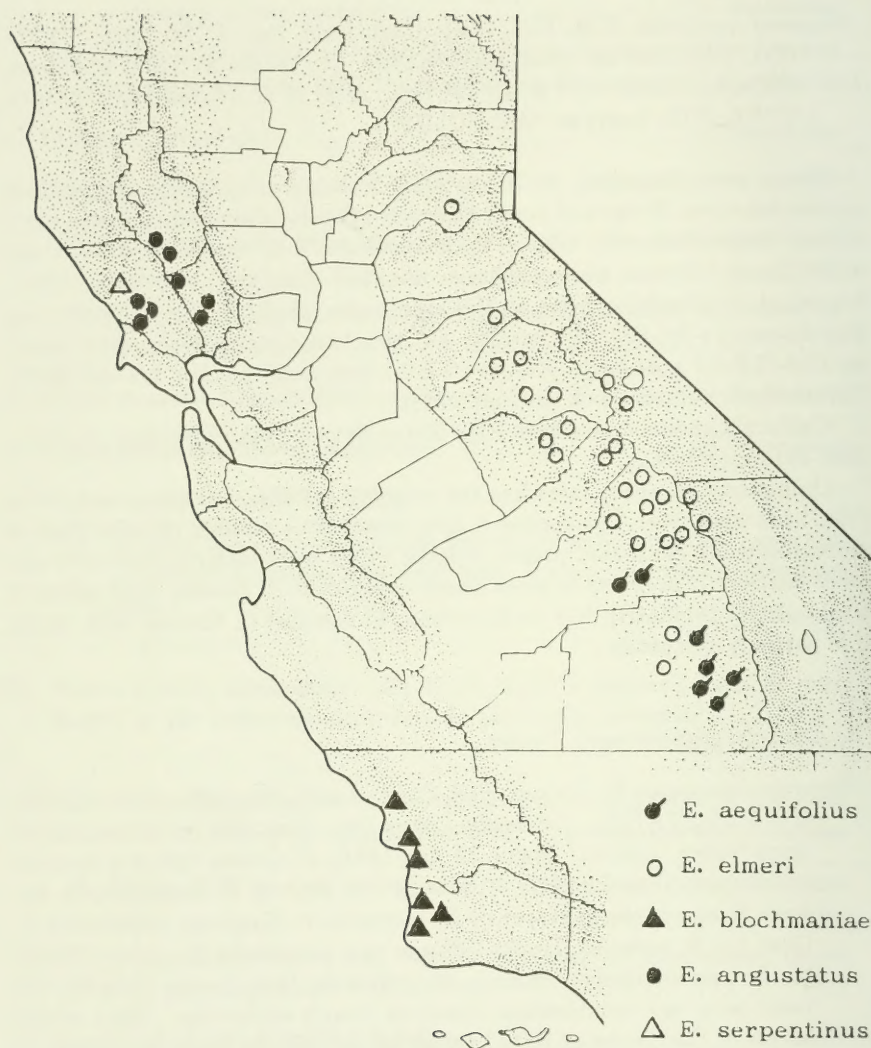 E. aequifolius
E. elmeri
E. blochmaniae
E. angustatus
E. serpentinus